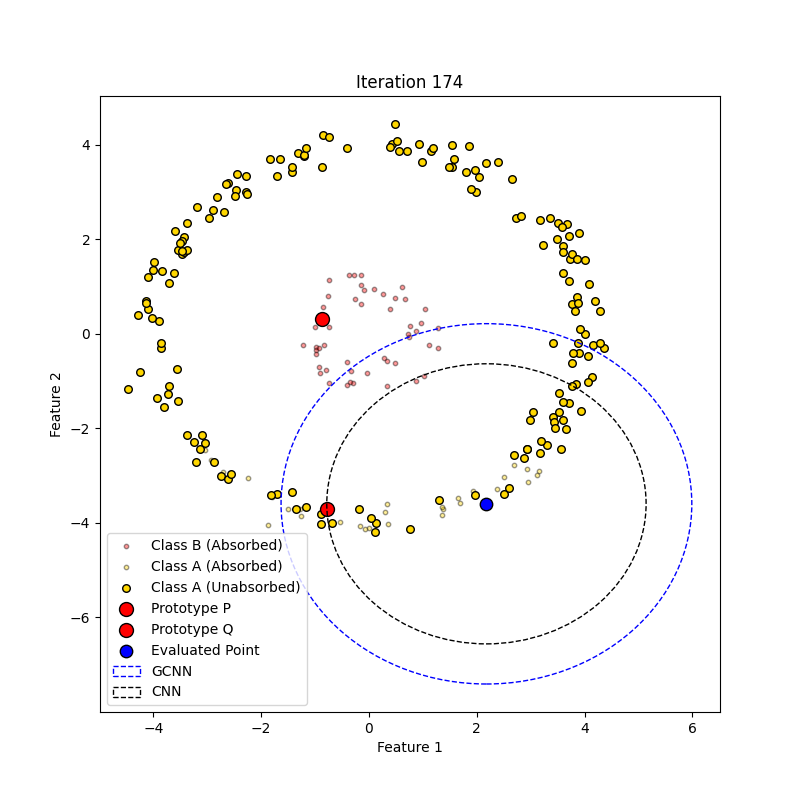 Iteration 174
Feature 2
4
2
0
−2
−4
−6
Class B (Absorbed)
Class A (Absorbed)
Class A (Unabsorbed)
Prototype P
Prototype Q
Evaluated Point
GCNN
CNN
−4
−2
0
2
4
6
Feature 1